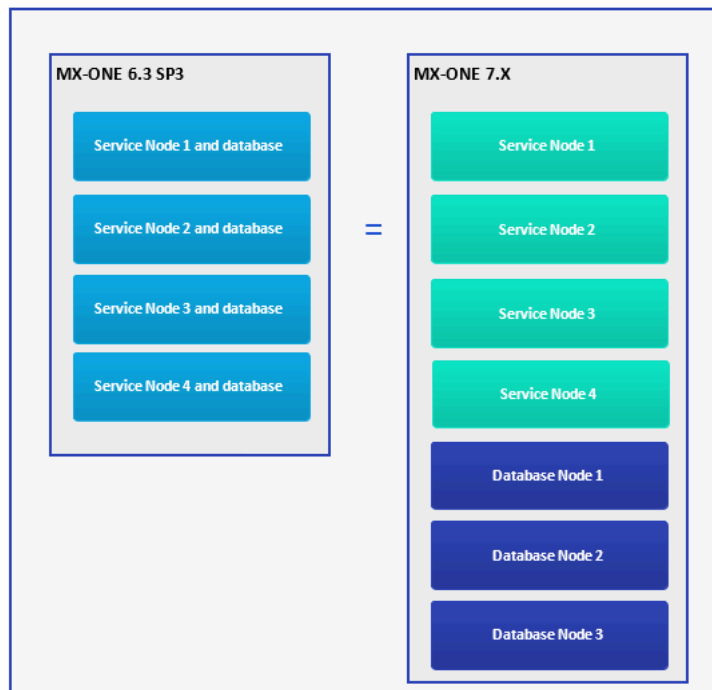 MX-ONE 6.3 SP3
Service Node 1 and database
Service Node 2 and database
Service Node 3 and database
Service Node 4 and database
=
MX-ONE 7.X
Service Node 1
Service Node 2
Service Node 3
Service Node 4
Database Node 1
Database Node 2
Database Node 3